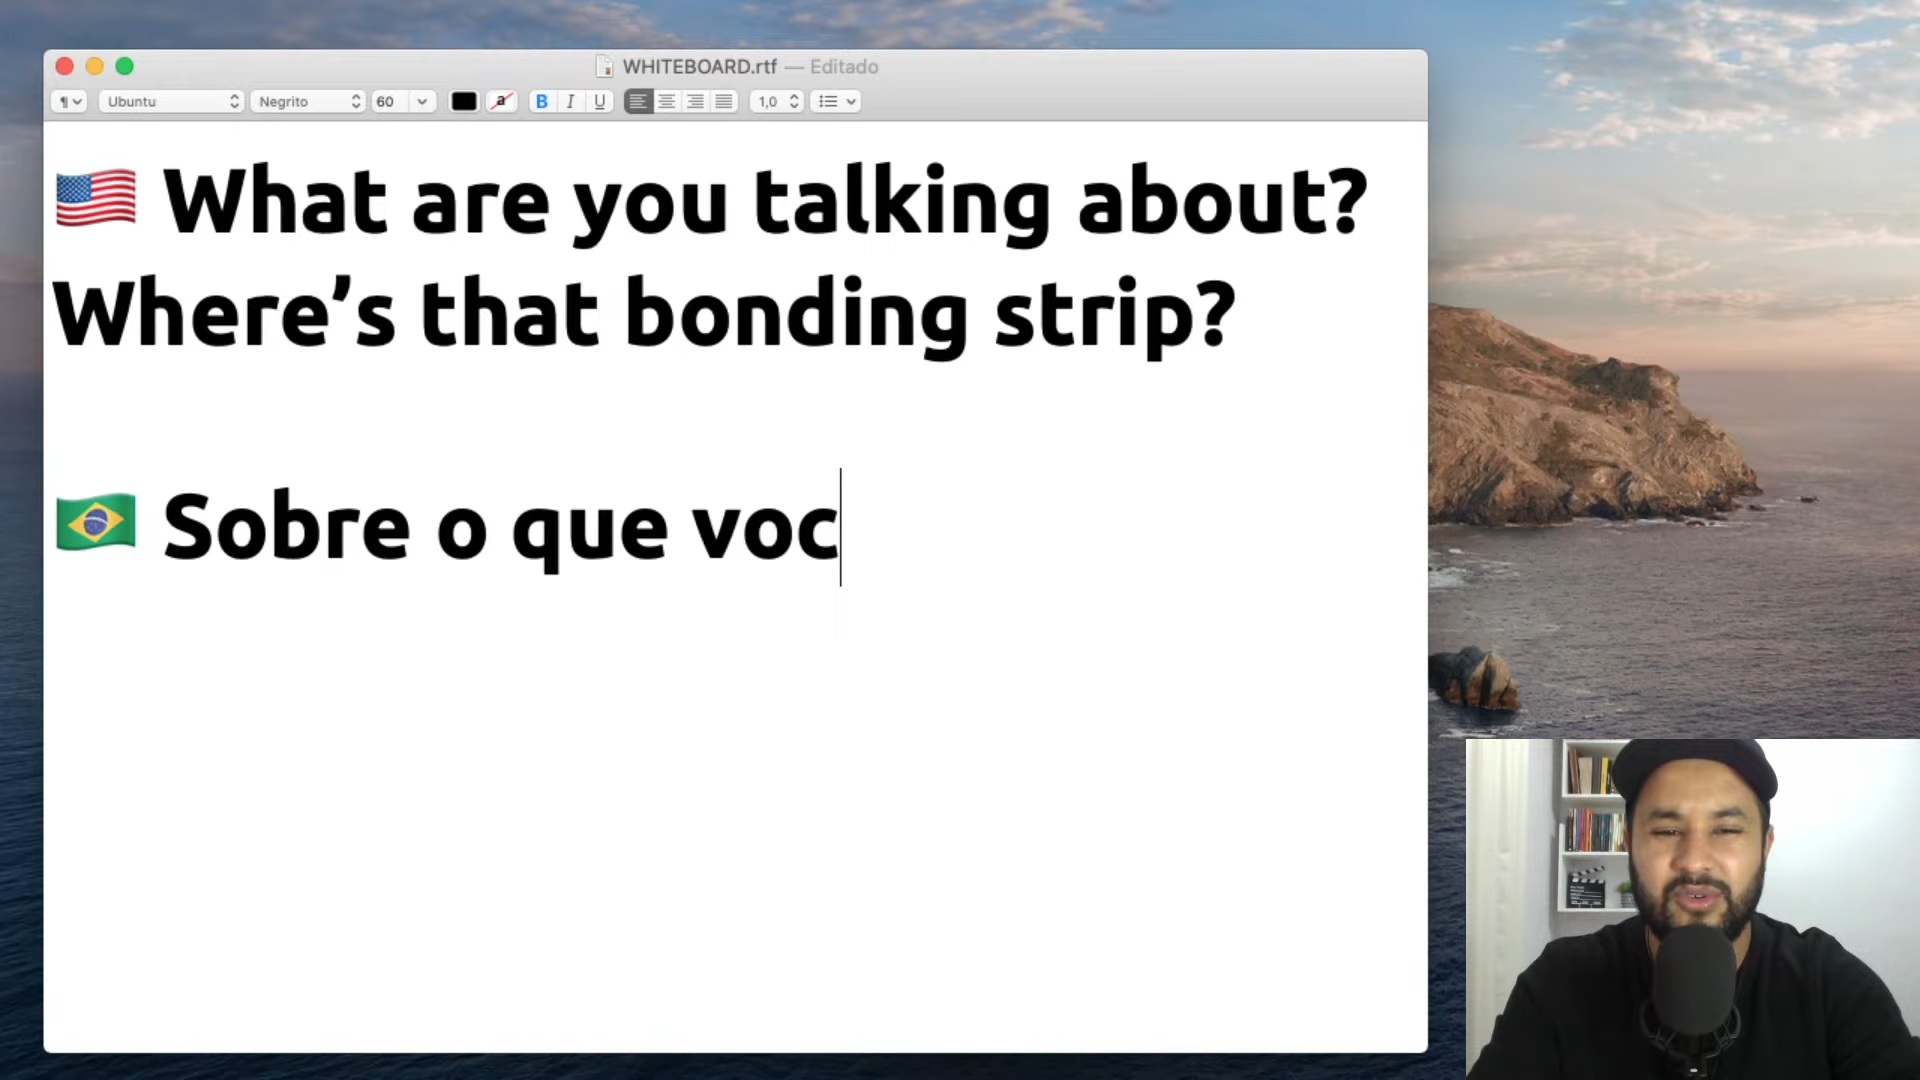 WHITEBOARD.rtf — Editado
Ubuntu Negrito 60 a B I U 1,0
What are you talking about?
Where’s that bonding strip?
Sobre o que voc